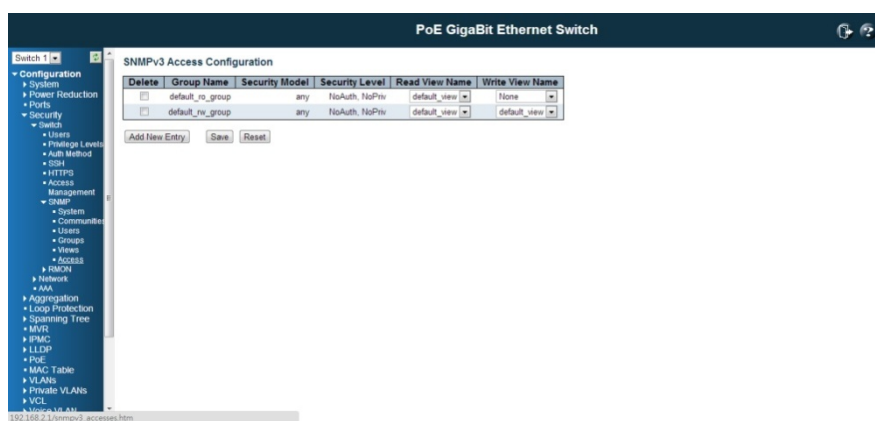 PoE GigaBit Ethernet Switch
Switch 1
Configuration
System
Power Reduction
Ports
Security
Switch
Users
Privilege Levels
Auth Method
SSH
HTTPS
Access
Management
SNMP
System
Communities
Users
Groups
Views
Access
RMON
Network
AAA
Aggregation
Loop Protection
Spanning Tree
MVR
IPMC
LLDP
PoE
MAC Table
VLANs
Private VLANs
VCL
Voice VLAN
192.168.2.1/snmpv3_accesses.htm
SNMPv3 Access Configuration
Delete Group Name Security Model Security Level Read View Name Write View Name
default_ro_group any NoAuth, NoPriv default_view None
default_rw_group any NoAuth, NoPriv default_view default_view
Add New Entry Save Reset